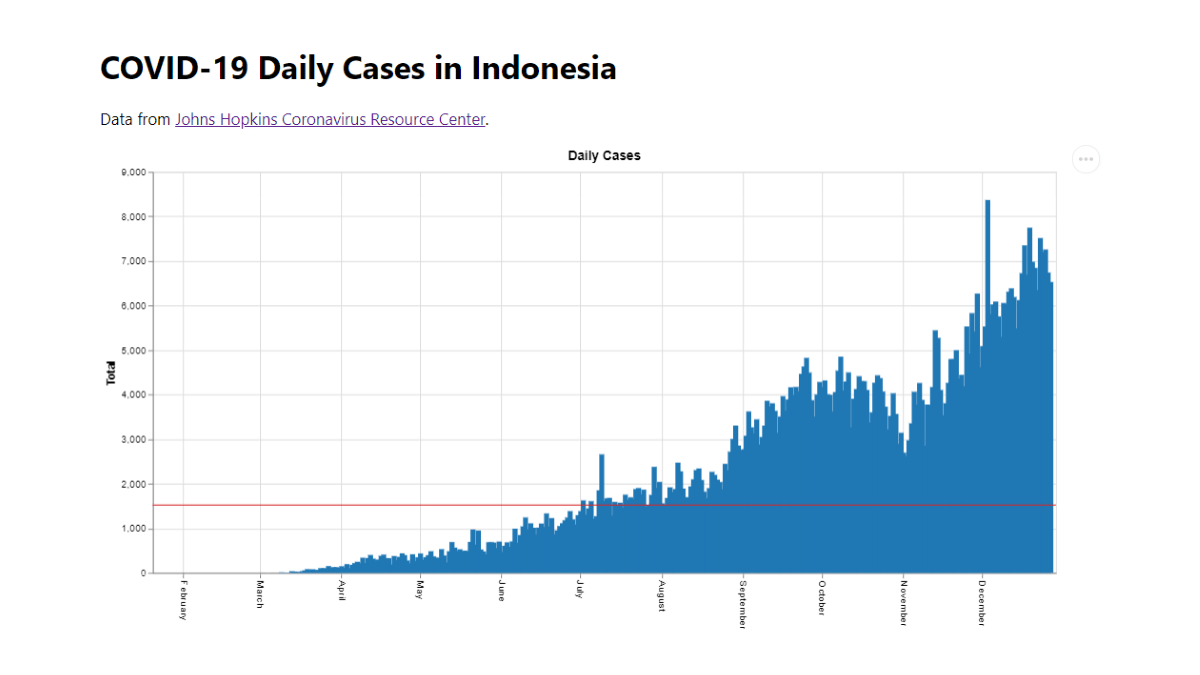 COVID-19 Daily Cases in Indonesia
Data from Johns Hopkins Coronavirus Resource Center.
Daily Cases
9,000
8,000
7,000
6,000
5,000
4,000
3,000
2,000
1,000
0
Total
February
March
April
May
June
July
August
September
October
November
December